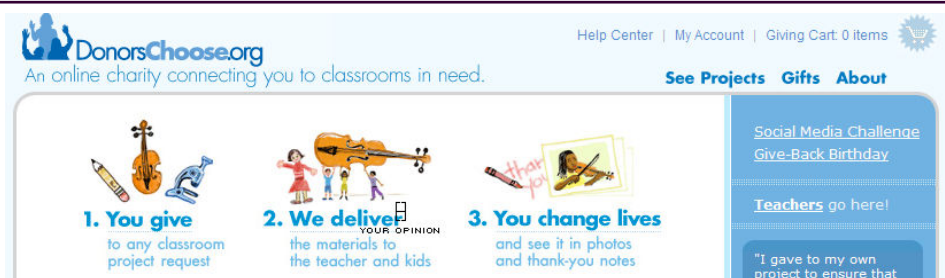 DonorsChoose.org
An online charity connecting you to classrooms in need.
Help Center | My Account | Giving Cart: 0 items
See Projects Gifts About
thank you
1. You give
to any classroom
project request
2. We deliver
YOUR OPINION
the materials to
the teacher and kids
3. You change lives
and see it in photos
and thank-you notes
Social Media Challenge
Give-Back Birthday
Teachers go here!
"I gave to my own
project to ensure that